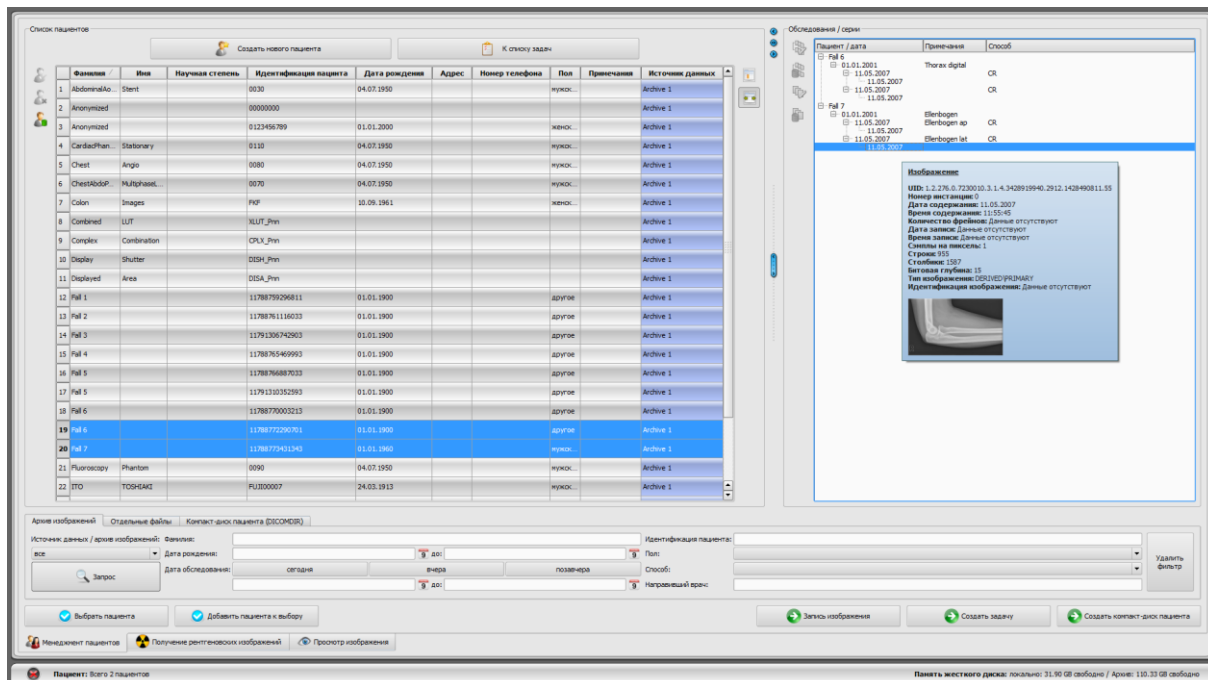 Список пациентов
Создать нового пациента
К списку задач
Фамилия Имя Научная степень Идентификация пацинта Дата рождения Адрес Номер телефона Пол Примечания Источник данных
1 AbdominalAo... Stent 0030 04.07.1950 мужск... Archive 1
2 Anonymized 00000000 Archive 1
3 Anonymized 0123456789 01.01.2000 женск... Archive 1
4 CardiacPhan... Stationary 0110 04.07.1950 мужск... Archive 1
5 Chest Angio 0080 04.07.1950 мужск... Archive 1
6 ChestAbdoP... MultiphaseL... 0070 04.07.1950 мужск... Archive 1
7 Colon Images FKF 10.09.1961 женск... Archive 1
8 Combined LUT XLUT_Pnn Archive 1
9 Complex Combination CPLX_Pnn Archive 1
10 Display Shutter DISH_Pnn Archive 1
11 Displayed Area DISA_Pnn Archive 1
12 Fall 1 11788759296811 01.01.1900 другое Archive 1
13 Fall 2 11788761116033 01.01.1900 другое Archive 1
14 Fall 3 11791306742903 01.01.1900 другое Archive 1
15 Fall 4 11788765469993 01.01.1900 другое Archive 1
16 Fall 5 11788766887033 01.01.1900 другое Archive 1
17 Fall 5 11791310352593 01.01.1900 другое Archive 1
18 Fall 6 11788770003213 01.01.1900 другое Archive 1
19 Fall 6 11788772290701 01.01.1900 другое Archive 1
20 Fall 7 11788773431343 01.01.1960 мужск... Archive 1
21 Fluoroscopy Phantom 0090 04.07.1950 мужск... Archive 1
22 ITO TOSHIAKI FUJI00007 24.03.1913 мужск... Archive 1
Обследования / серии
Пациент / дата Примечания Способ
Fall 6
01.01.2001 Thorax digital
11.05.2007 CR
11.05.2007
11.05.2007 CR
11.05.2007
Fall 7
01.01.2001 Ellenbogen
11.05.2007 Ellenbogen ap CR
11.05.2007
11.05.2007 Ellenbogen lat CR
11.05.2007
Изображение
UID: 1.2.276.0.7230010.3.1.4.3428919940.2912.1428490811.55
Номер инстанции: 0
Дата содержания: 11.05.2007
Время содержания: 11:55:45
Количество фреймов: Данные отсутствуют
Дата записи: Данные отсутствуют
Время записи: Данные отсутствуют
Сэмплы на пиксель: 1
Строки: 955
Столбики: 1587
Битовая глубина: 15
Тип изображения: DERIVED\PRIMARY
Идентификация изображения: Данные отсутствуют
Архив изображений Отдельные файлы Компакт-диск пациента (DICOMDIR)
Источник данных / архив изображений: Фамилия: Идентификация пациента:
все Дата рождения: 9 до: 9 Пол:
Запрос Дата обследования: сегодня вчера позавчера Способ:
9 до: 9 Направивший врач:
Удалить
фильтр
Выбрать пациента Добавить пациента к выбору Запись изображения Создать задачу Создать компакт-диск пациента
Менеджмент пациентов Получение рентгеновских изображений Просмотр изображения
Пациент: Всего 2 пациентов Память жесткого диска: локально: 31.90 GB свободно / Архив: 110.33 GB свободно